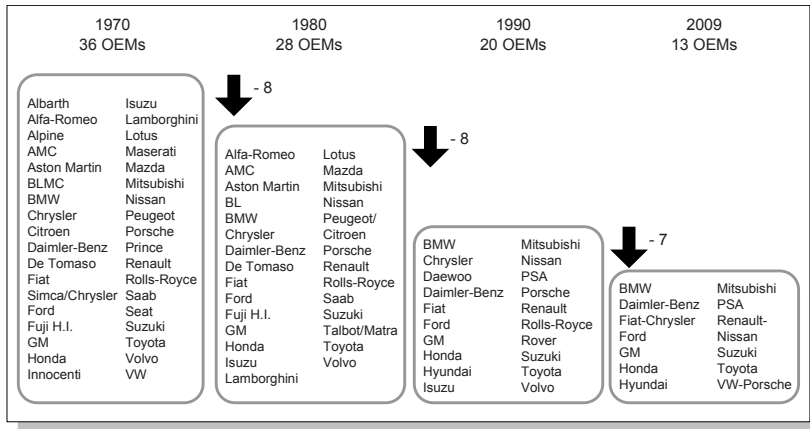 1970
36 OEMs
1980
28 OEMs
1990
20 OEMs
2009
13 OEMs
- 8
- 8
- 7
Albarth
Alfa-Romeo
Alpine
AMC
Aston Martin
BLMC
BMW
Chrysler
Citroen
Daimler-Benz
De Tomaso
Fiat
Simca/Chrysler
Ford
Fuji H.I.
GM
Honda
Innocenti
Isuzu
Lamborghini
Lotus
Maserati
Mazda
Mitsubishi
Nissan
Peugeot
Porsche
Prince
Renault
Rolls-Royce
Saab
Seat
Suzuki
Toyota
Volvo
VW
Alfa-Romeo
AMC
Aston Martin
BL
BMW
Chrysler
Daimler-Benz
De Tomaso
Fiat
Ford
Fuji H.I.
GM
Honda
Isuzu
Lamborghini
Lotus
Mazda
Mitsubishi
Nissan
Peugeot/
Citroen
Porsche
Renault
Rolls-Royce
Saab
Suzuki
Talbot/Matra
Toyota
Volvo
BMW
Chrysler
Daewoo
Daimler-Benz
Fiat
Ford
GM
Honda
Hyundai
Isuzu
Mitsubishi
Nissan
PSA
Porsche
Renault
Rolls-Royce
Rover
Suzuki
Toyota
Volvo
BMW
Daimler-Benz
Fiat-Chrysler
Ford
GM
Honda
Hyundai
Mitsubishi
PSA
Renault-
Nissan
Suzuki
Toyota
VW-Porsche